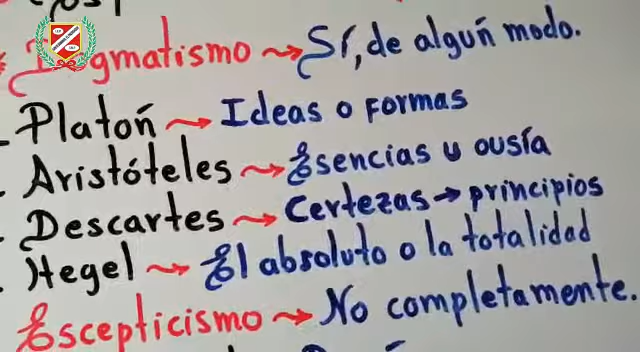 Dogmatismo → Sí, de algún modo.
- Platón → Ideas o formas
- Aristóteles → Esencias u ousía
- Descartes → Certezas → principios
- Hegel → El absoluto o la totalidad
Escepticismo → No completamente.